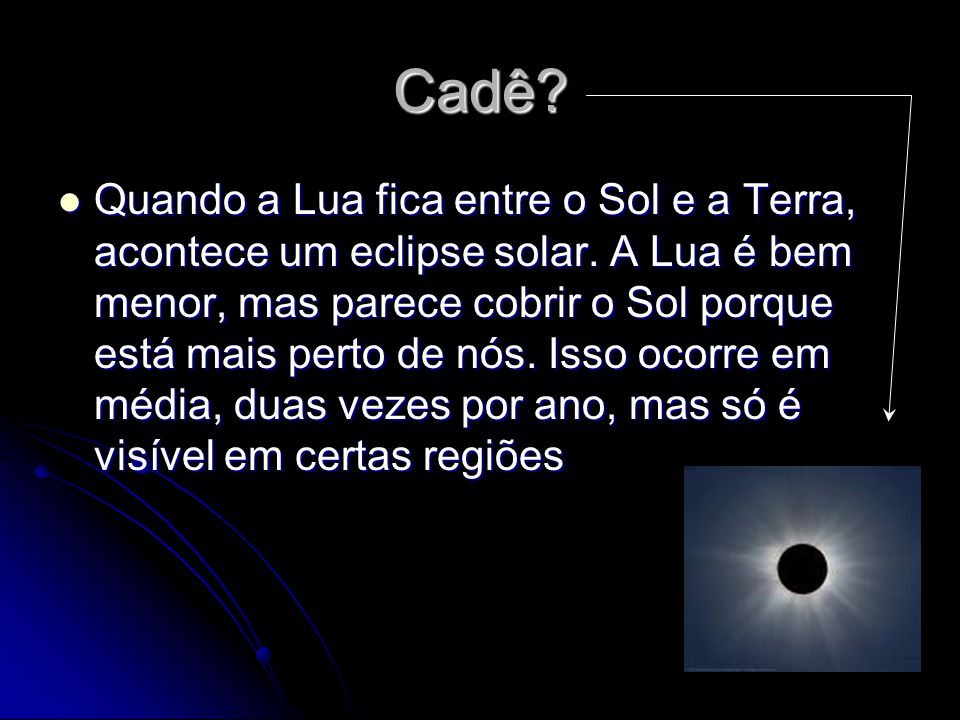 Cadê?
Quando a Lua fica entre o Sol e a Terra,
acontece um eclipse solar. A Lua é bem
menor, mas parece cobrir o Sol porque
está mais perto de nós. Isso ocorre em
média, duas vezes por ano, mas só é
visível em certas regiões